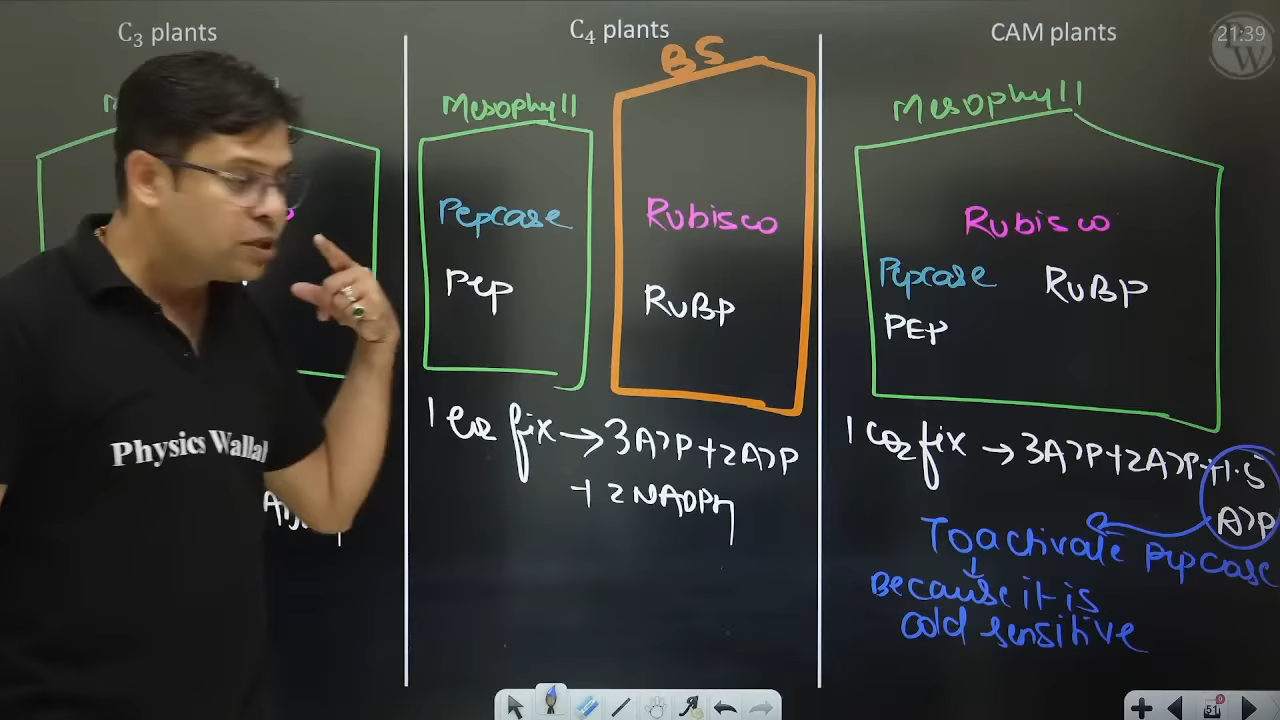 C₃ plants
C₄ plants
CAM plants
21:39
BS
Mesophyll
Mesophyll
Pepcase
Pep
Rubisco
RuBP
Rubisco
Pepcase
RuBP
PEP
1 CO₂ fix → 3ATP + 2ATP
+ 2NADPH
1 CO₂ fix → 3ATP + 2ATP + 1.5
ATP
To activate pepcase
Because it is
cold sensitive
Physics Wallah
51